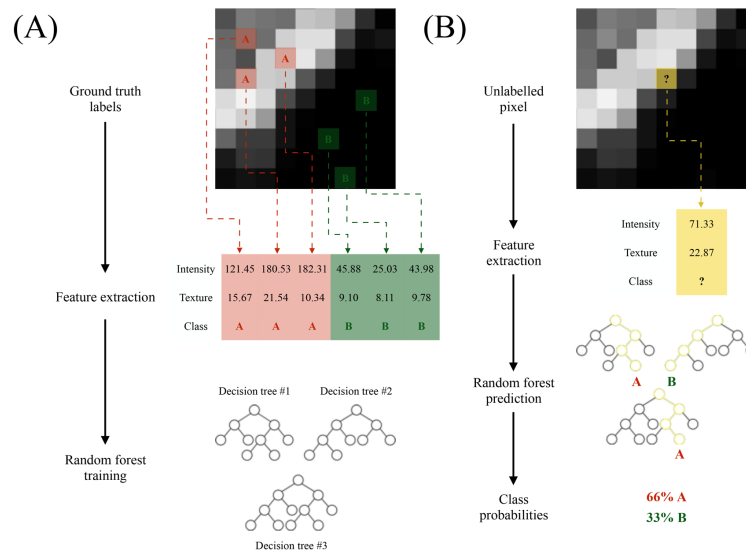 (A)
Ground truth
labels
Feature extraction
Random forest
training
A
A
A
B
B
B
Intensity 121.45 180.53 182.31 45.88 25.03 43.98
Texture 15.67 21.54 10.34 9.10 8.11 9.78
Class A A A B B B
Decision tree #1 Decision tree #2
Decision tree #3
(B)
Unlabelled
pixel
Feature
extraction
Random forest
prediction
Class
probabilities
?
Intensity 71.33
Texture 22.87
Class ?
A B
A
66% A
33% B